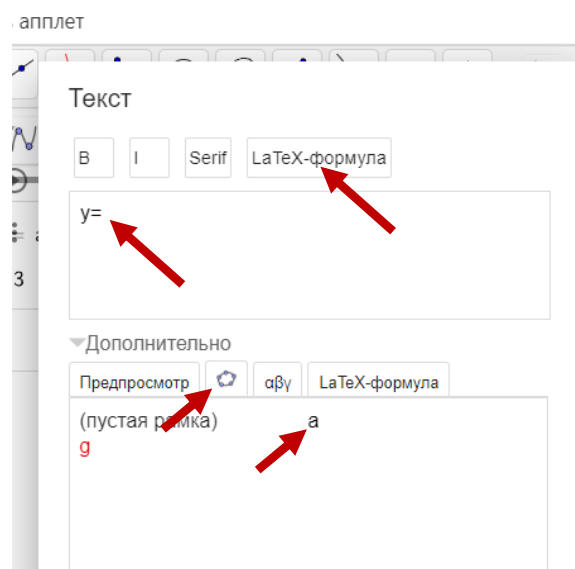 апплет
Текст
B I Serif LaTeX-формула
y=
3
Дополнительно
Предпросмотр αβγ LaTeX-формула
(пустая рамка) a
g